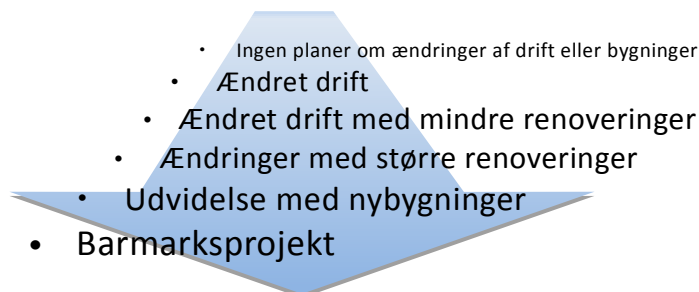 • Ingen planer om ændringer af drift eller bygninger
• Ændret drift
• Ændret drift med mindre renoveringer
• Ændringer med større renoveringer
• Udvidelse med nybygninger
• Barmarksprojekt